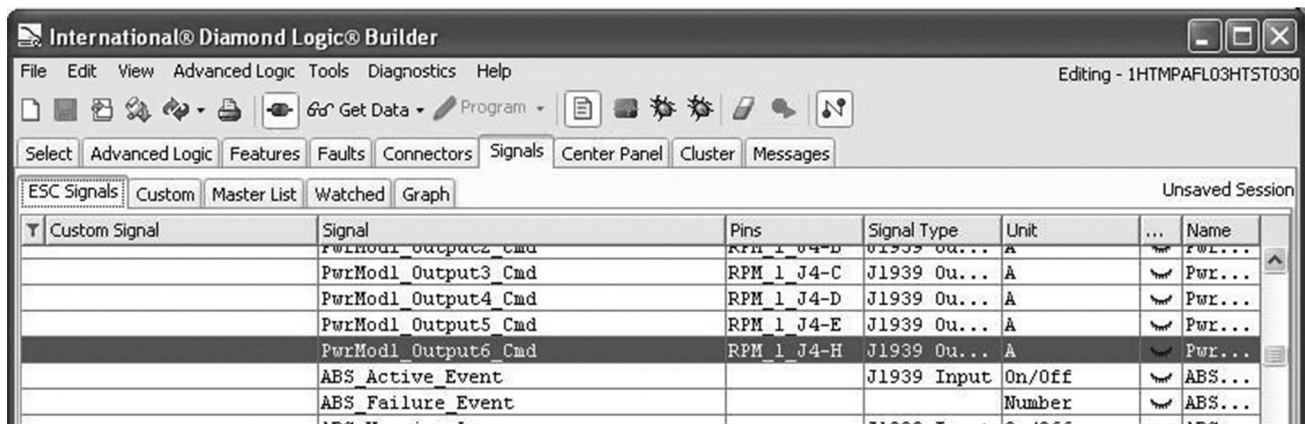 International® Diamond Logic® Builder
File Edit View Advanced Logic Tools Diagnostics Help Editing - 1HTMPAFL03HTST030
Get Data Program
Select Advanced Logic Features Faults Connectors Signals Center Panel Cluster Messages
ESC Signals Custom Master List Watched Graph Unsaved Session
Custom Signal Signal Pins Signal Type Unit ... Name
PwrMod1_Output2_Cmd A
PwrMod1_Output3_Cmd RPM_1_J4-C J1939 Ou... A Pwr...
PwrMod1_Output4_Cmd RPM_1_J4-D J1939 Ou... A Pwr...
PwrMod1_Output5_Cmd RPM_1_J4-E J1939 Ou... A Pwr...
PwrMod1_Output6_Cmd RPM_1_J4-H J1939 Ou... A Pwr...
ABS_Active_Event J1939 Input On/Off ABS...
ABS_Failure_Event Number ABS...